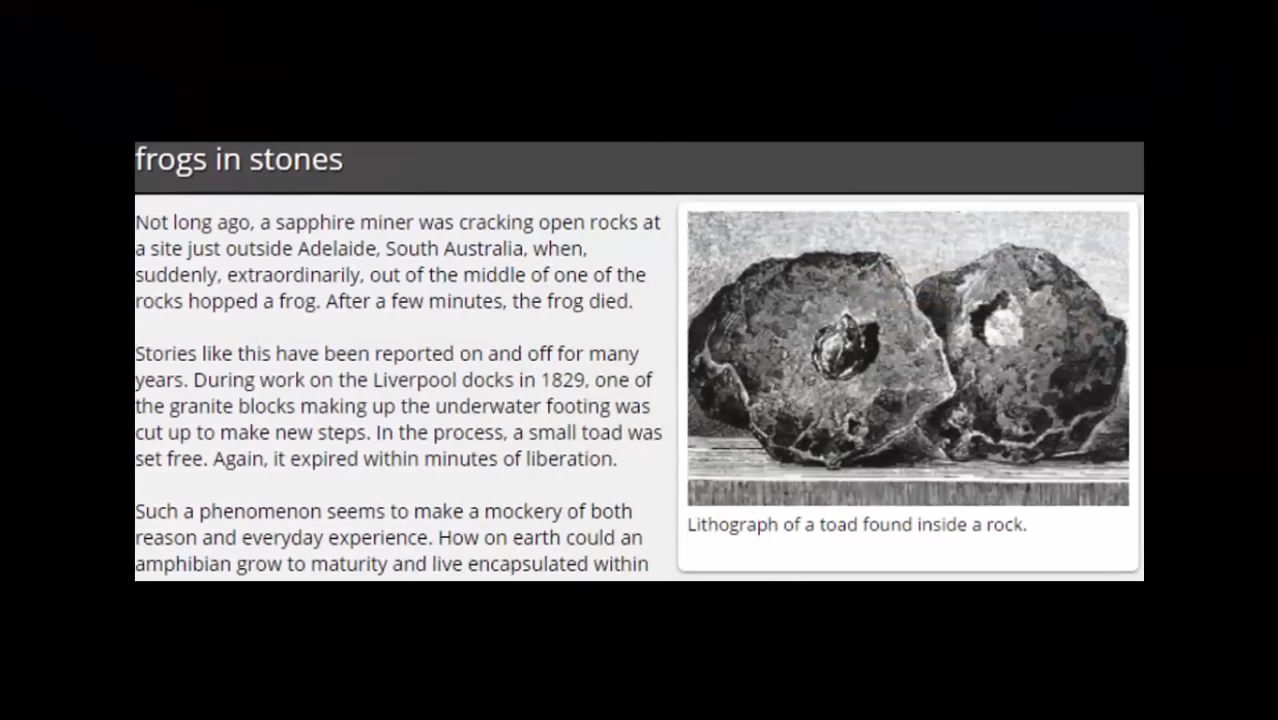 frogs in stones
Not long ago, a sapphire miner was cracking open rocks at
a site just outside Adelaide, South Australia, when,
suddenly, extraordinarily, out of the middle of one of the
rocks hopped a frog. After a few minutes, the frog died.
Stories like this have been reported on and off for many
years. During work on the Liverpool docks in 1829, one of
the granite blocks making up the underwater footing was
cut up to make new steps. In the process, a small toad was
set free. Again, it expired within minutes of liberation.
Such a phenomenon seems to make a mockery of both
reason and everyday experience. How on earth could an
amphibian grow to maturity and live encapsulated within
Lithograph of a toad found inside a rock.